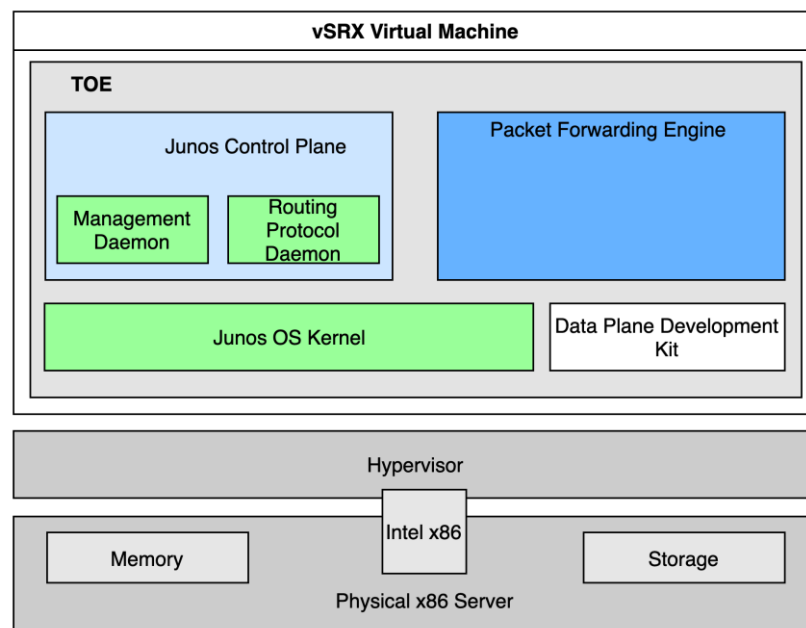 vSRX Virtual Machine
TOE
Junos Control Plane
Management
Daemon
Routing
Protocol
Daemon
Packet Forwarding Engine
Junos OS Kernel
Data Plane Development
Kit
Hypervisor
Intel x86
Memory
Storage
Physical x86 Server